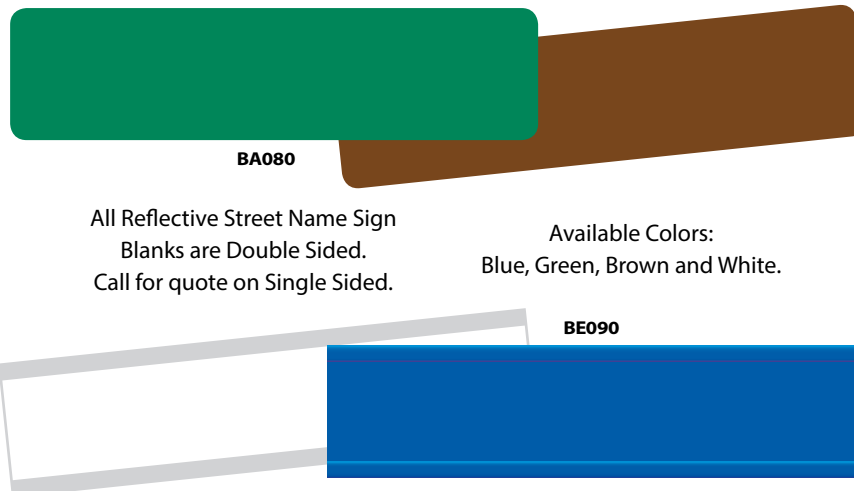 BA080
All Reflective Street Name Sign
Blanks are Double Sided.
Call for quote on Single Sided.
Available Colors:
Blue, Green, Brown and White.
BE090